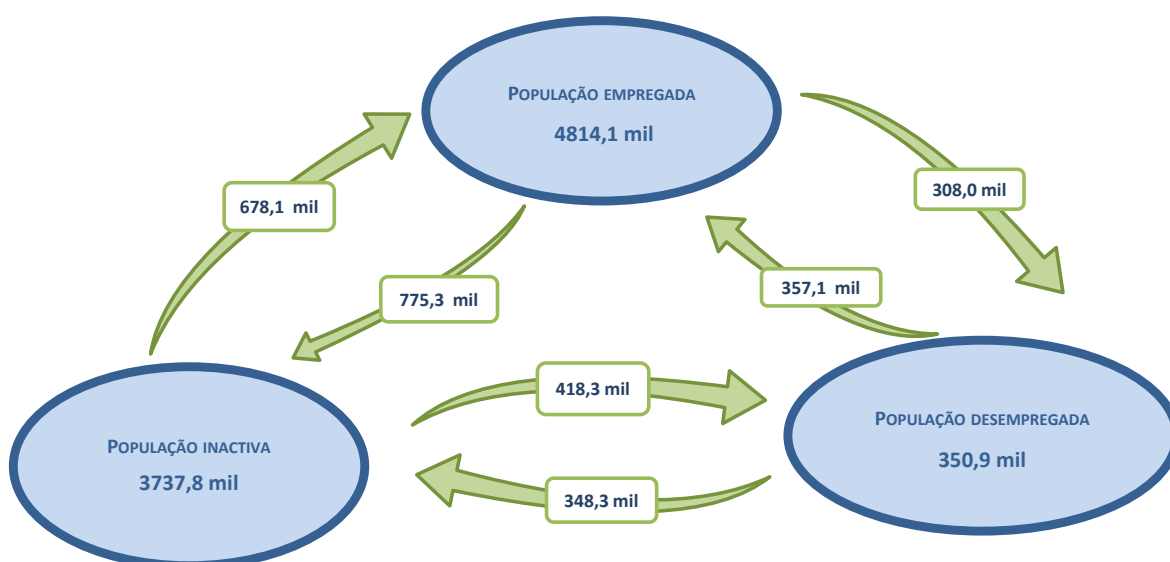 POPULAÇÃO EMPREGADA
4814,1 mil
308,0 mil
678,1 mil
775,3 mil
357,1 mil
418,3 mil
POPULAÇÃO DESEMPREGADA
350,9 mil
POPULAÇÃO INACTIVA
3737,8 mil
348,3 mil